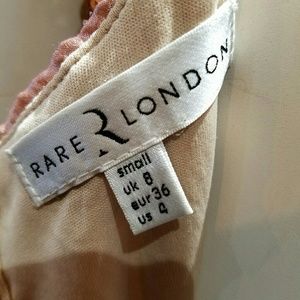 RARE R LONDON
small
uk 8
eur 36
us 4